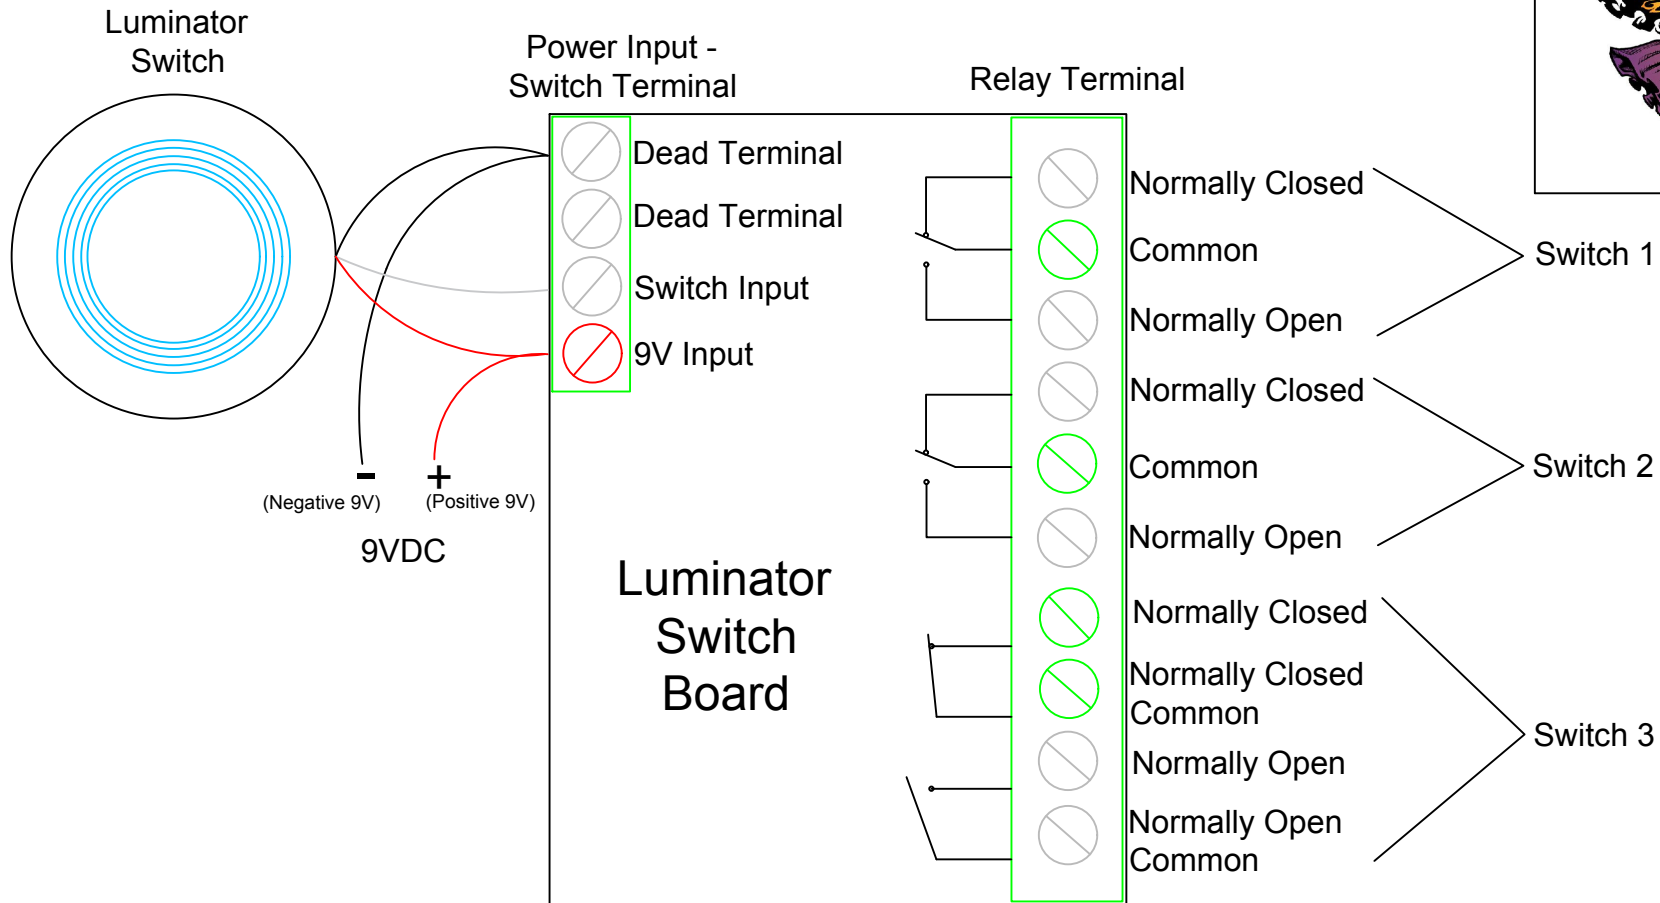 Luminator
Switch
Power Input -
Switch Terminal
Relay Terminal
Dead Terminal
Dead Terminal
Switch Input
9V Input
-
+
(Negative 9V)
(Positive 9V)
9VDC
Luminator
Switch
Board
Normally Closed
Common
Normally Open
Switch 1
Normally Closed
Common
Normally Open
Switch 2
Normally Closed
Normally Closed
Common
Normally Open
Normally Open
Common
Switch 3